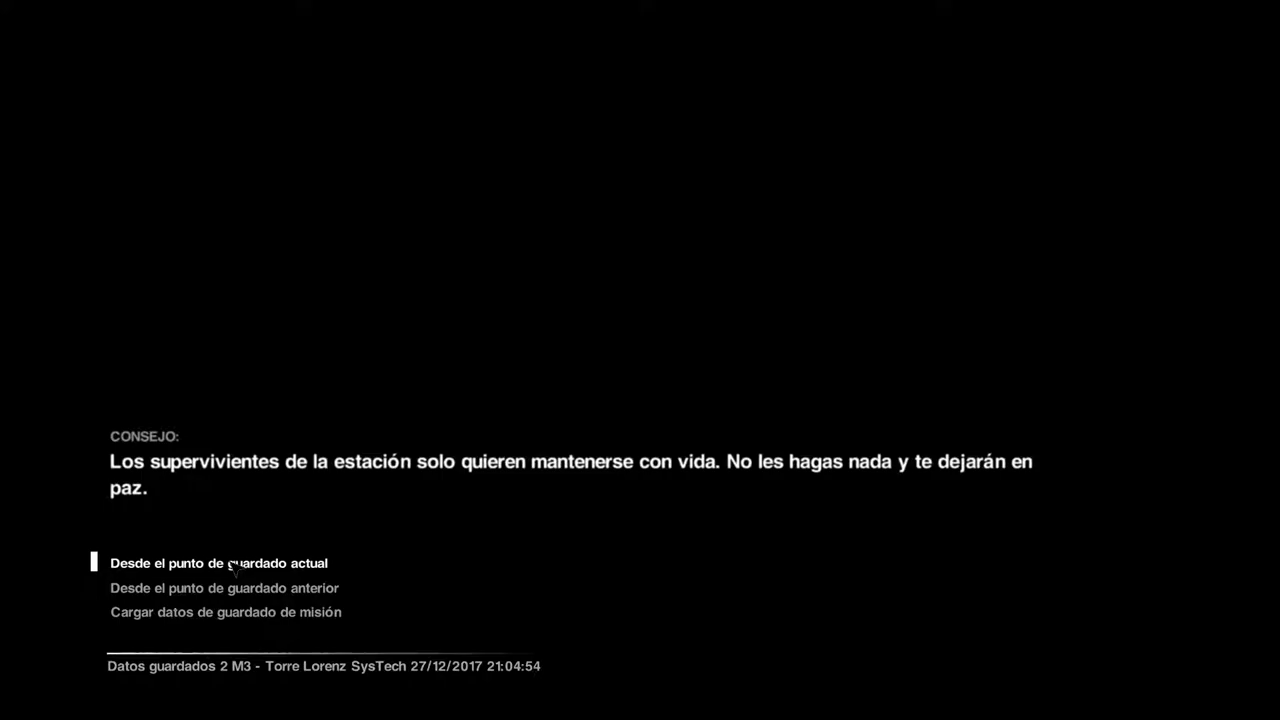 CONSEJO:
Los supervivientes de la estación solo quieren mantenerse con vida. No les hagas nada y te dejarán en
paz.
Desde el punto de guardado actual
Desde el punto de guardado anterior
Cargar datos de guardado de misión
Datos guardados 2 M3 - Torre Lorenz SysTech 27/12/2017 21:04:54